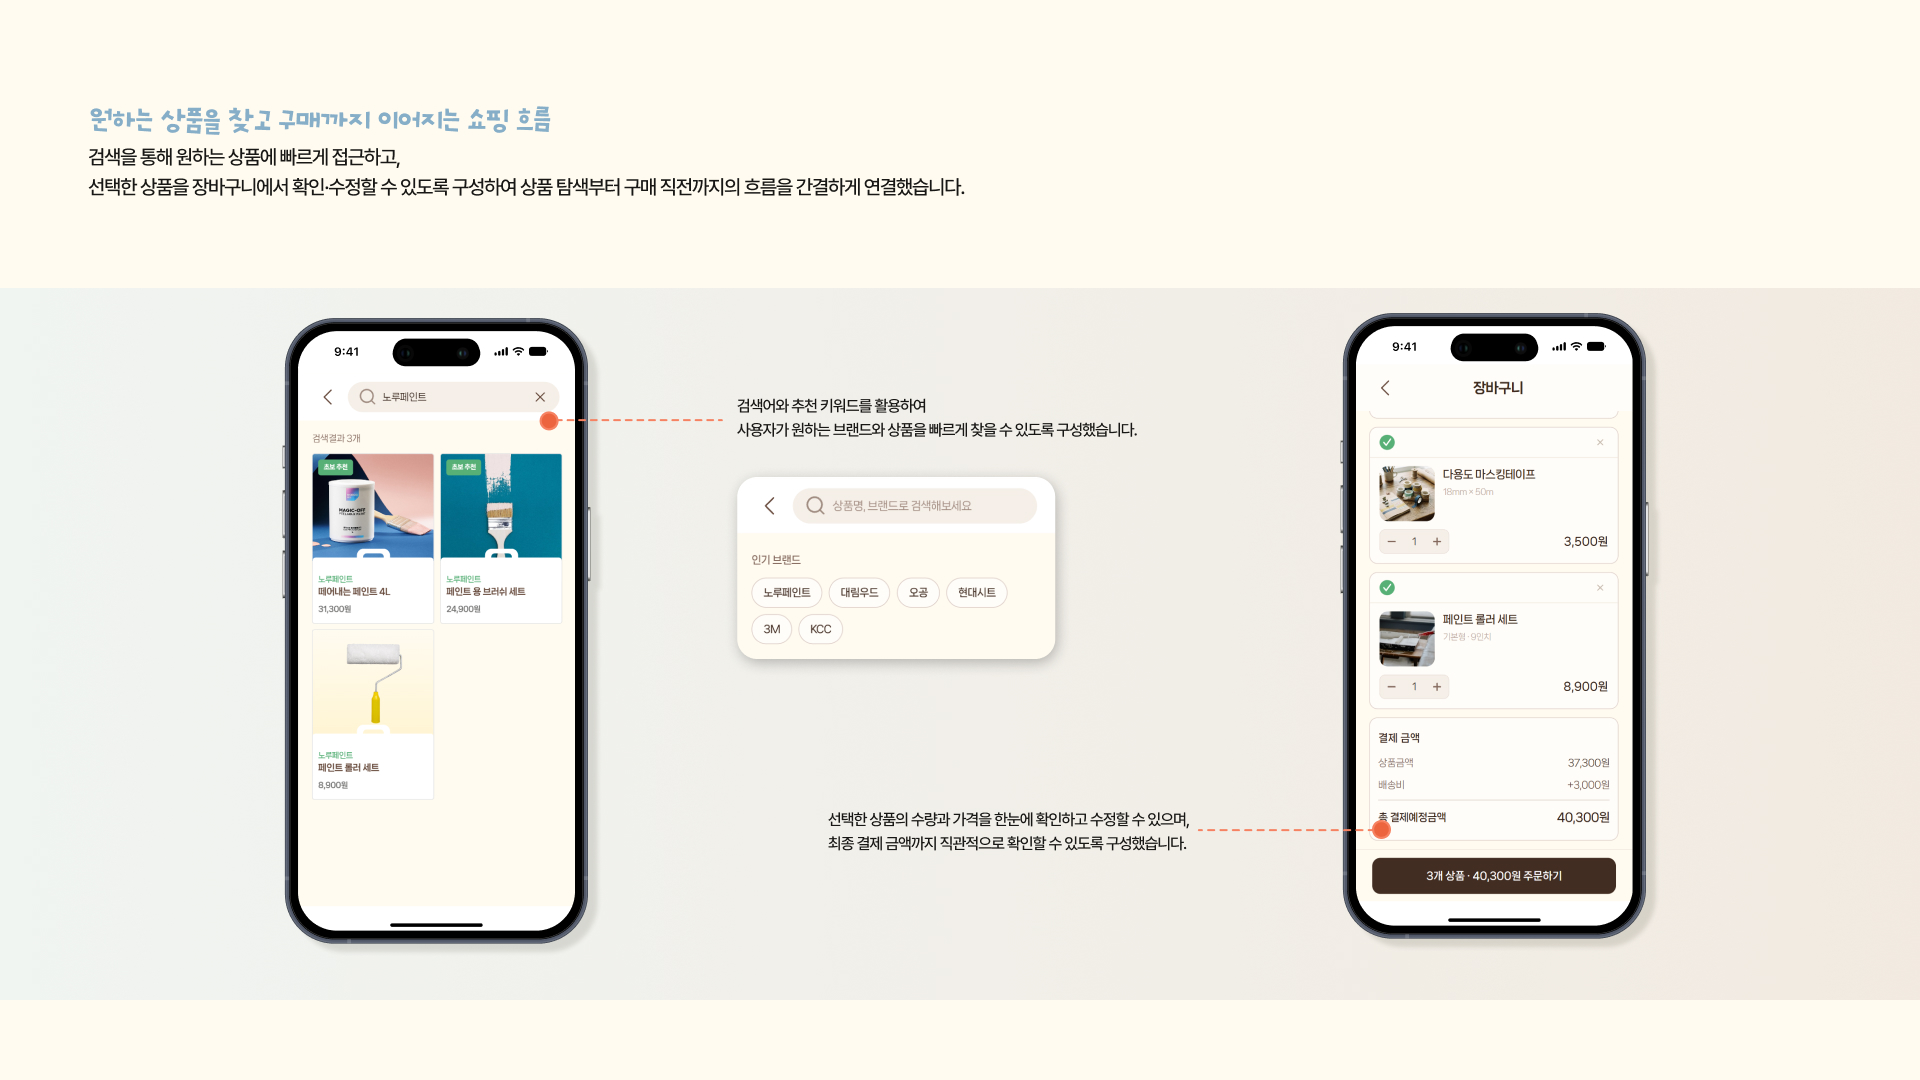 원하는 상품을 찾고 구매까지 이어지는 쇼핑 흐름
검색을 통해 원하는 상품에 빠르게 접근하고,
선택한 상품을 장바구니에서 확인·수정할 수 있도록 구성하여 상품 탐색부터 구매 직전까지의 흐름을 간결하게 연결했습니다.
9:41
노루페인트
검색결과 3개
초보 추천
초보 추천
MAGIC-OFF
노루페인트
떼어내는 페인트 4L
31,300원
노루페인트
페인트 용 브러쉬 세트
24,900원
노루페인트
페인트 롤러 세트
8,900원
검색어와 추천 키워드를 활용하여
사용자가 원하는 브랜드와 상품을 빠르게 찾을 수 있도록 구성했습니다.
상품명, 브랜드로 검색해보세요
인기 브랜드
노루페인트
대림우드
오공
현대시트
3M
KCC
선택한 상품의 수량과 가격을 한눈에 확인하고 수정할 수 있으며,
최종 결제 금액까지 직관적으로 확인할 수 있도록 구성했습니다.
9:41
장바구니
다용도 마스킹테이프
18mm × 50m
1
3,500원
페인트 롤러 세트
기본형 · 9인치
1
8,900원
결제 금액
상품금액 37,300원
배송비 +3,000원
총 결제예정금액 40,300원
3개 상품 · 40,300원 주문하기